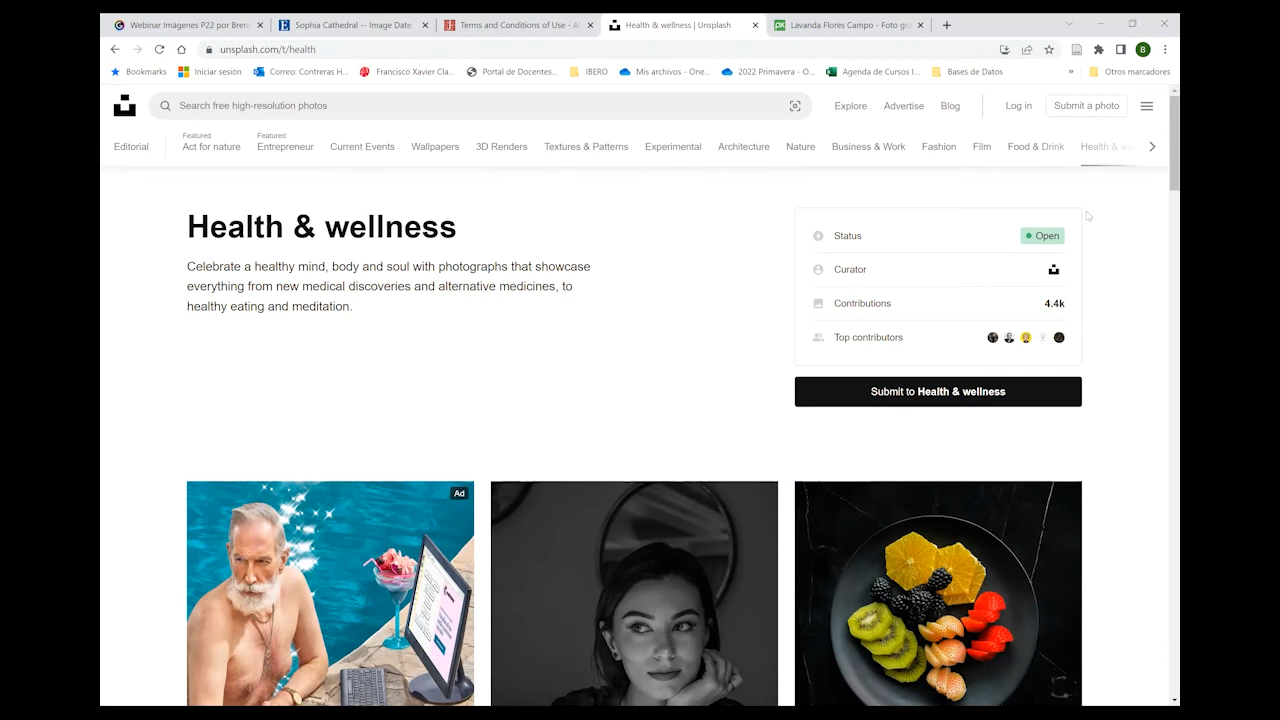 Webinar Imágenes P22 por Bren
Sophia Cathedral -- Image Date
Terms and Conditions of Use - A
Health & wellness | Unsplash
Lavanda Flores Campo - Foto gr
unsplash.com/t/health
B
Bookmarks
Iniciar sesión
Correo: Contreras H...
Francisco Xavier Cla...
Portal de Docentes...
IBERO
Mis archivos - One...
2022 Primavera - O...
Agenda de Cursos I...
Bases de Datos
»
Otros marcadores
Search free high-resolution photos
Explore
Advertise
Blog
Log in
Submit a photo
Editorial
Featured
Act for nature
Featured
Entrepreneur
Current Events
Wallpapers
3D Renders
Textures & Patterns
Experimental
Architecture
Nature
Business & Work
Fashion
Film
Food & Drink
Health & we
Health & wellness
Celebrate a healthy mind, body and soul with photographs that showcase
everything from new medical discoveries and alternative medicines, to
healthy eating and meditation.
Status
Open
Curator
Contributions
4.4k
Top contributors
Submit to Health & wellness
Ad